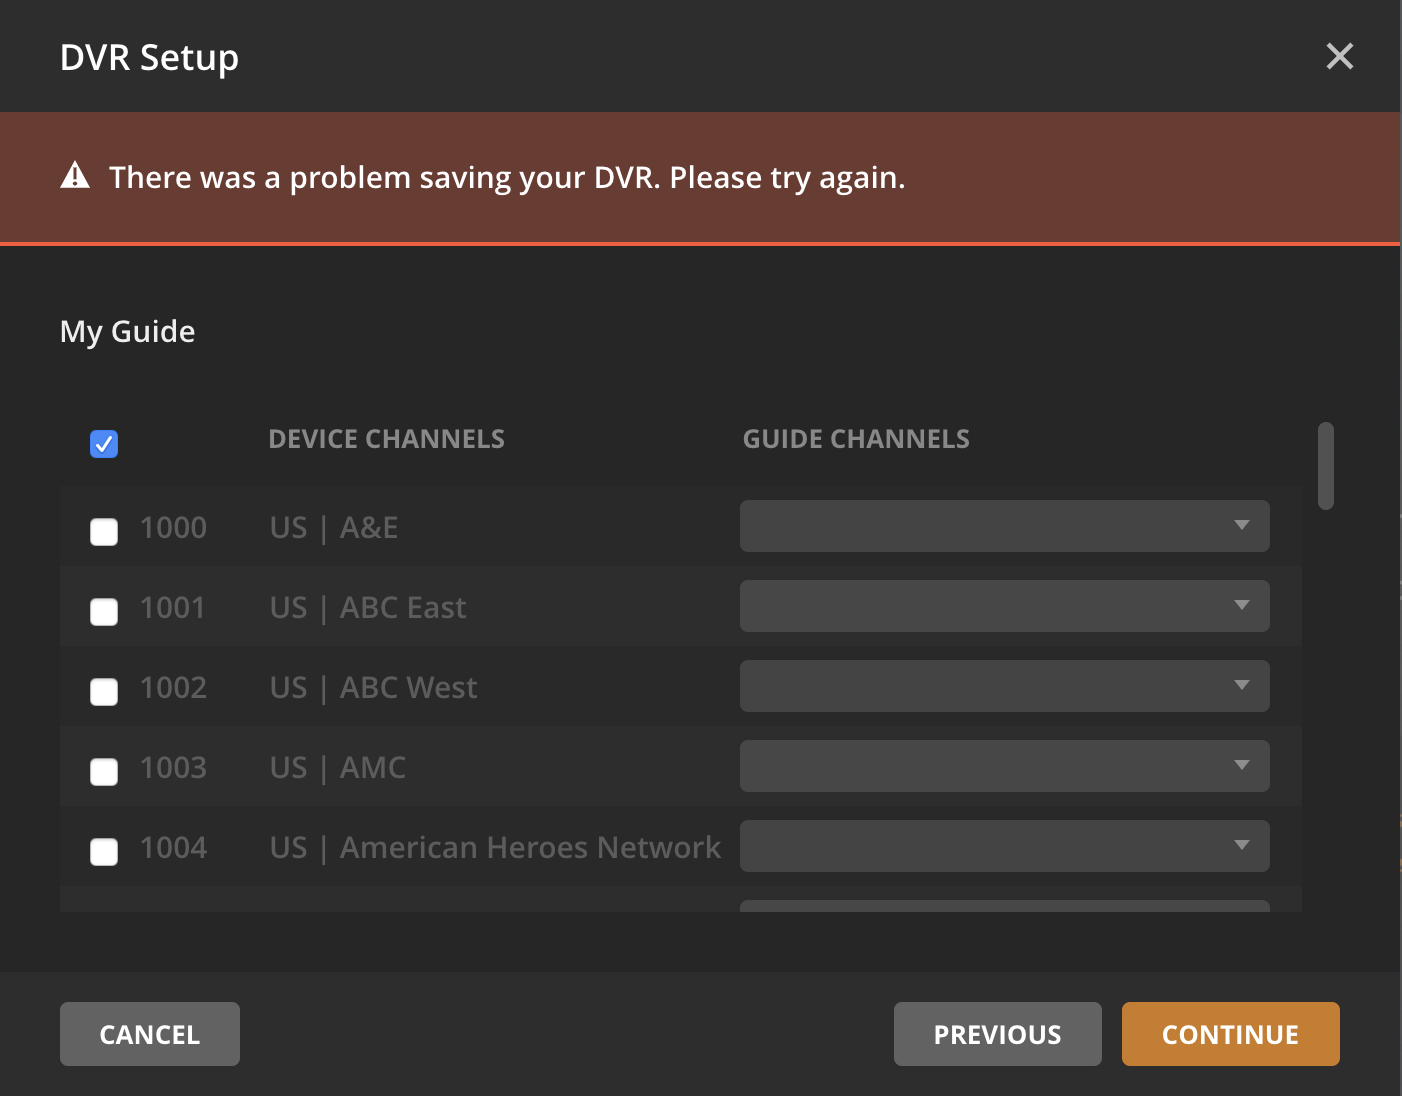 DVR Setup
There was a problem saving your DVR. Please try again.
My Guide
DEVICE CHANNELS GUIDE CHANNELS
1000 US | A&E
1001 US | ABC East
1002 US | ABC West
1003 US | AMC
1004 US | American Heroes Network
CANCEL PREVIOUS CONTINUE